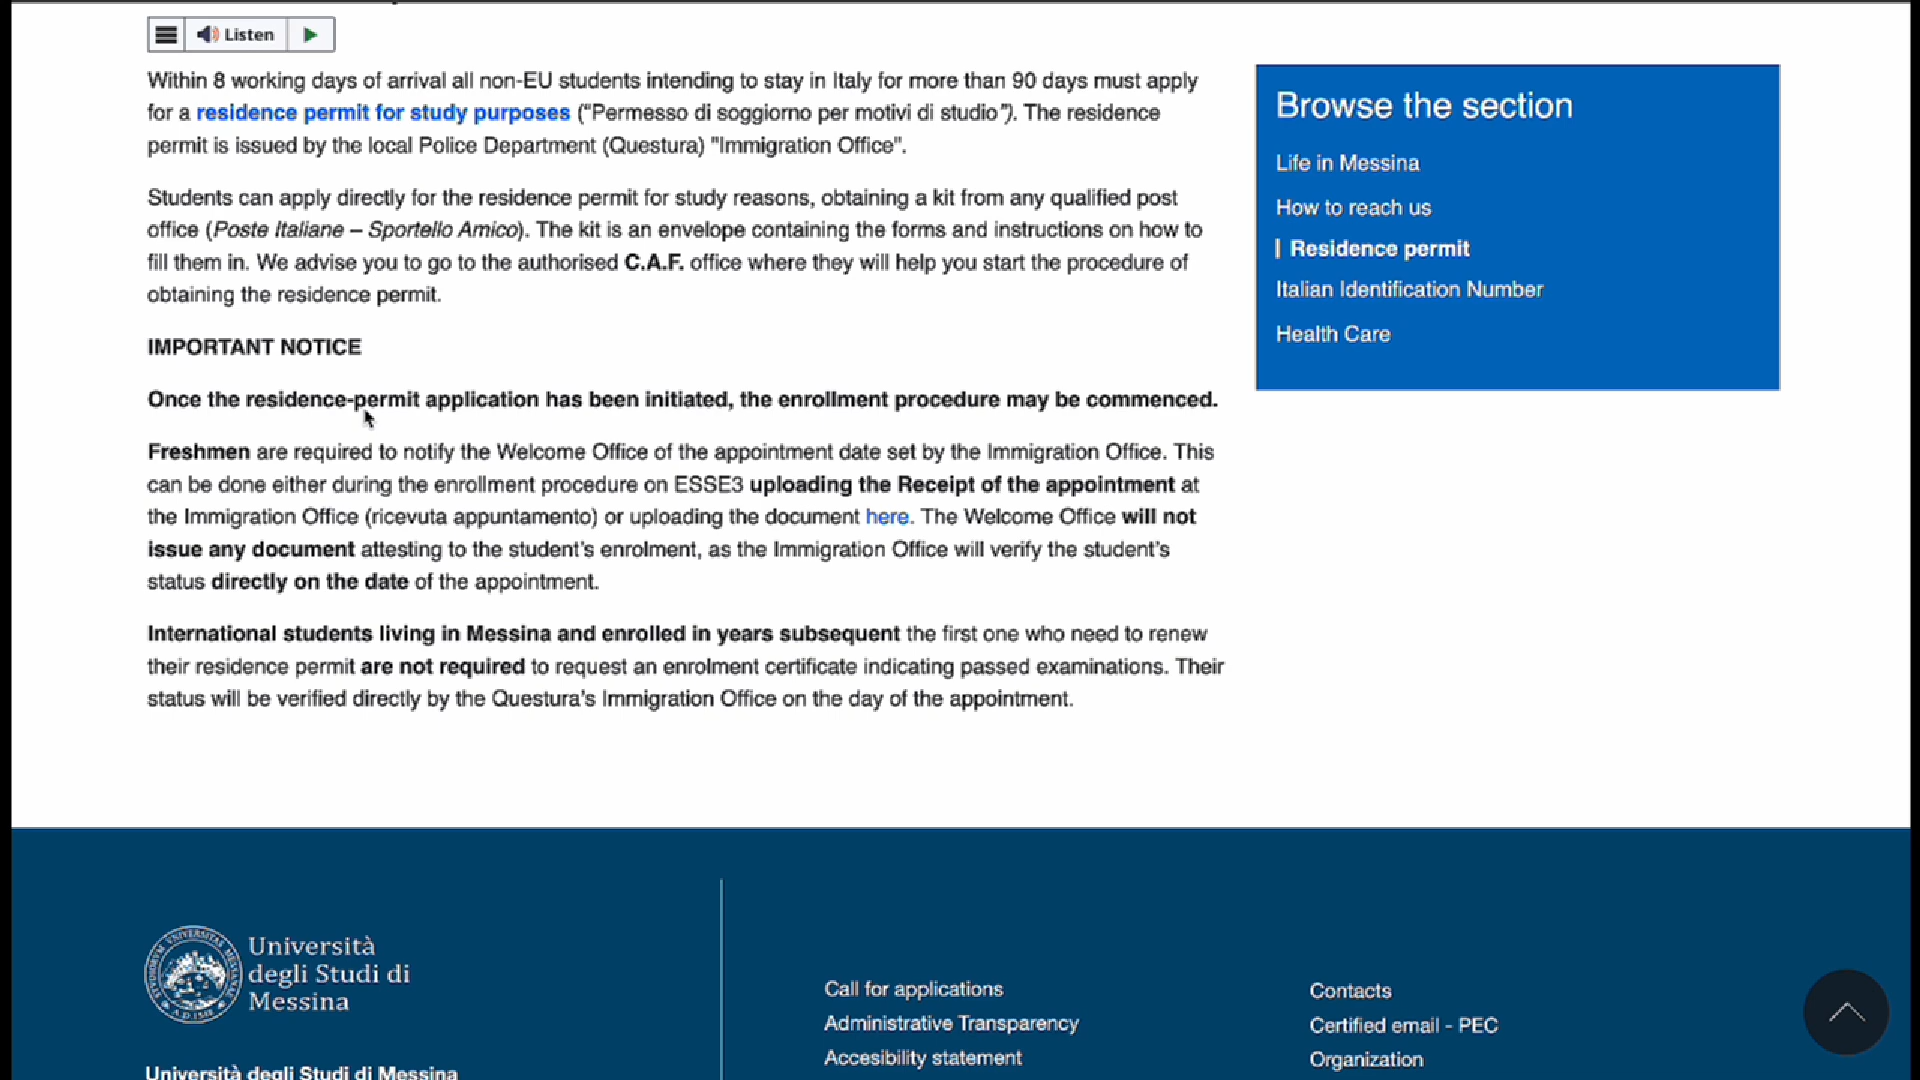 Listen
Within 8 working days of arrival all non-EU students intending to stay in Italy for more than 90 days must apply
for a residence permit for study purposes ("Permesso di soggiorno per motivi di studio"). The residence
permit is issued by the local Police Department (Questura) "Immigration Office".
Students can apply directly for the residence permit for study reasons, obtaining a kit from any qualified post
office (Poste Italiane – Sportello Amico). The kit is an envelope containing the forms and instructions on how to
fill them in. We advise you to go to the authorised C.A.F. office where they will help you start the procedure of
obtaining the residence permit.
IMPORTANT NOTICE
Once the residence-permit application has been initiated, the enrollment procedure may be commenced.
Freshmen are required to notify the Welcome Office of the appointment date set by the Immigration Office. This
can be done either during the enrollment procedure on ESSE3 uploading the Receipt of the appointment at
the Immigration Office (ricevuta appuntamento) or uploading the document here. The Welcome Office will not
issue any document attesting to the student's enrolment, as the Immigration Office will verify the student's
status directly on the date of the appointment.
International students living in Messina and enrolled in years subsequent the first one who need to renew
their residence permit are not required to request an enrolment certificate indicating passed examinations. Their
status will be verified directly by the Questura's Immigration Office on the day of the appointment.
Browse the section
Life in Messina
How to reach us
Residence permit
Italian Identification Number
Health Care
Università
degli Studi di
Messina
Università degli Studi di Messina
Call for applications
Administrative Transparency
Accesibility statement
Contacts
Certified email - PEC
Organization